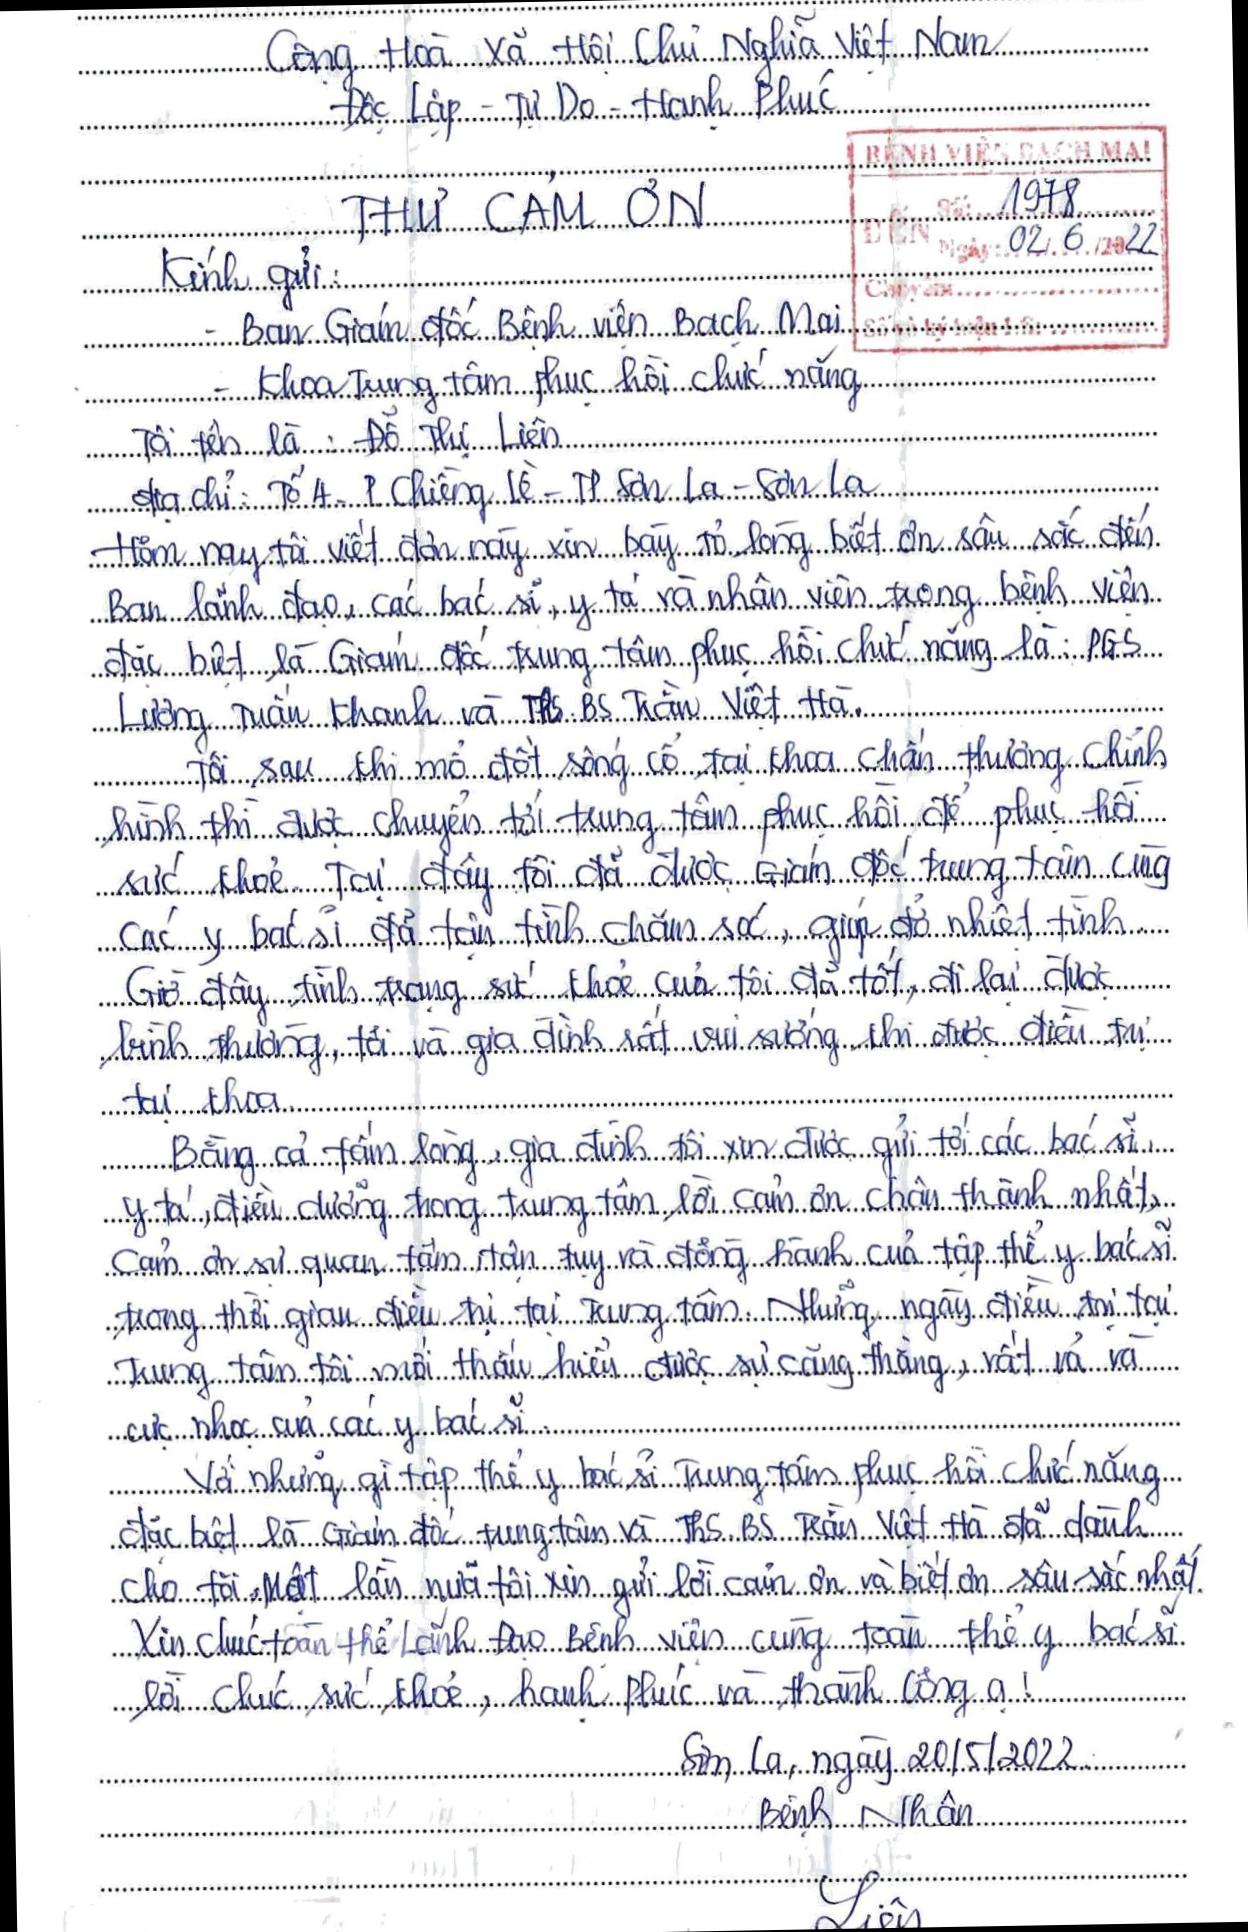 Cộng Hoà Xã Hội Chủ Nghĩa Việt Nam
Độc Lập - Tự Do - Hạnh Phúc
BỆNH VIỆN BẠCH MAI
Số: 1978
THƯ CẢM ƠN
ĐẾN
Ngày: 02/6/2022
Kính gửi:
Chuyển
- Ban Giám đốc Bệnh viện Bạch Mai
Số và ký hiệu HS:
- Khoa Trung tâm phục hồi chức năng
Tôi tên là: Đỗ Thị Liên
địa chỉ: Tổ 4 - P Chiềng Lề - TP Sơn La - Sơn La
Hôm nay tôi viết đơn này xin bày tỏ lòng biết ơn sâu sắc đến
Ban lãnh đạo, các bác sĩ, y tá và nhân viên trong bệnh viện
đặc biệt là Giám đốc trung tâm phục hồi chức năng là: PGS
Lương Tuấn Khanh và ThS BS Trần Việt Hà.
Tôi sau khi mổ đốt sống cổ tại khoa chấn thương chỉnh
hình thì được chuyển tới trung tâm phục hồi để phục hồi
sức khoẻ. Tại đây tôi đã được Giám đốc trung tâm cùng
các y bác sĩ đã tận tình chăm sóc, giúp đỡ nhiệt tình
Giờ đây tình trạng sức khoẻ của tôi đã tốt, đi lại được
bình thường, tôi và gia đình rất vui sướng khi được điều trị
tại khoa
Bằng cả tấm lòng, gia đình tôi xin được gửi tới các bác sĩ,
y tá, điều dưỡng trong trung tâm lời cảm ơn chân thành nhất,
Cảm ơn sự quan tâm, tận tụy và đồng hành của tập thể y bác sĩ
trong thời gian điều trị tại trung tâm. Những ngày điều trị tại
trung tâm tôi mới thấu hiểu được sự căng thẳng, vất vả và
cực nhọc của các y bác sĩ.
Với những gì tập thể y bác sĩ Trung tâm phục hồi chức năng
đặc biệt là Giám đốc trung tâm và ThS. BS Trần Việt Hà đã dành
cho tôi. Một lần nữa tôi xin gửi lời cảm ơn và biết ơn sâu sắc nhất.
Xin chúc toàn thể Lãnh Đạo Bệnh viện cùng toàn thể y bác sĩ
lời chúc sức khoẻ, hạnh phúc và thành công ạ!
Sơn La, ngày 20/5/2022
Bệnh Nhân
Liên